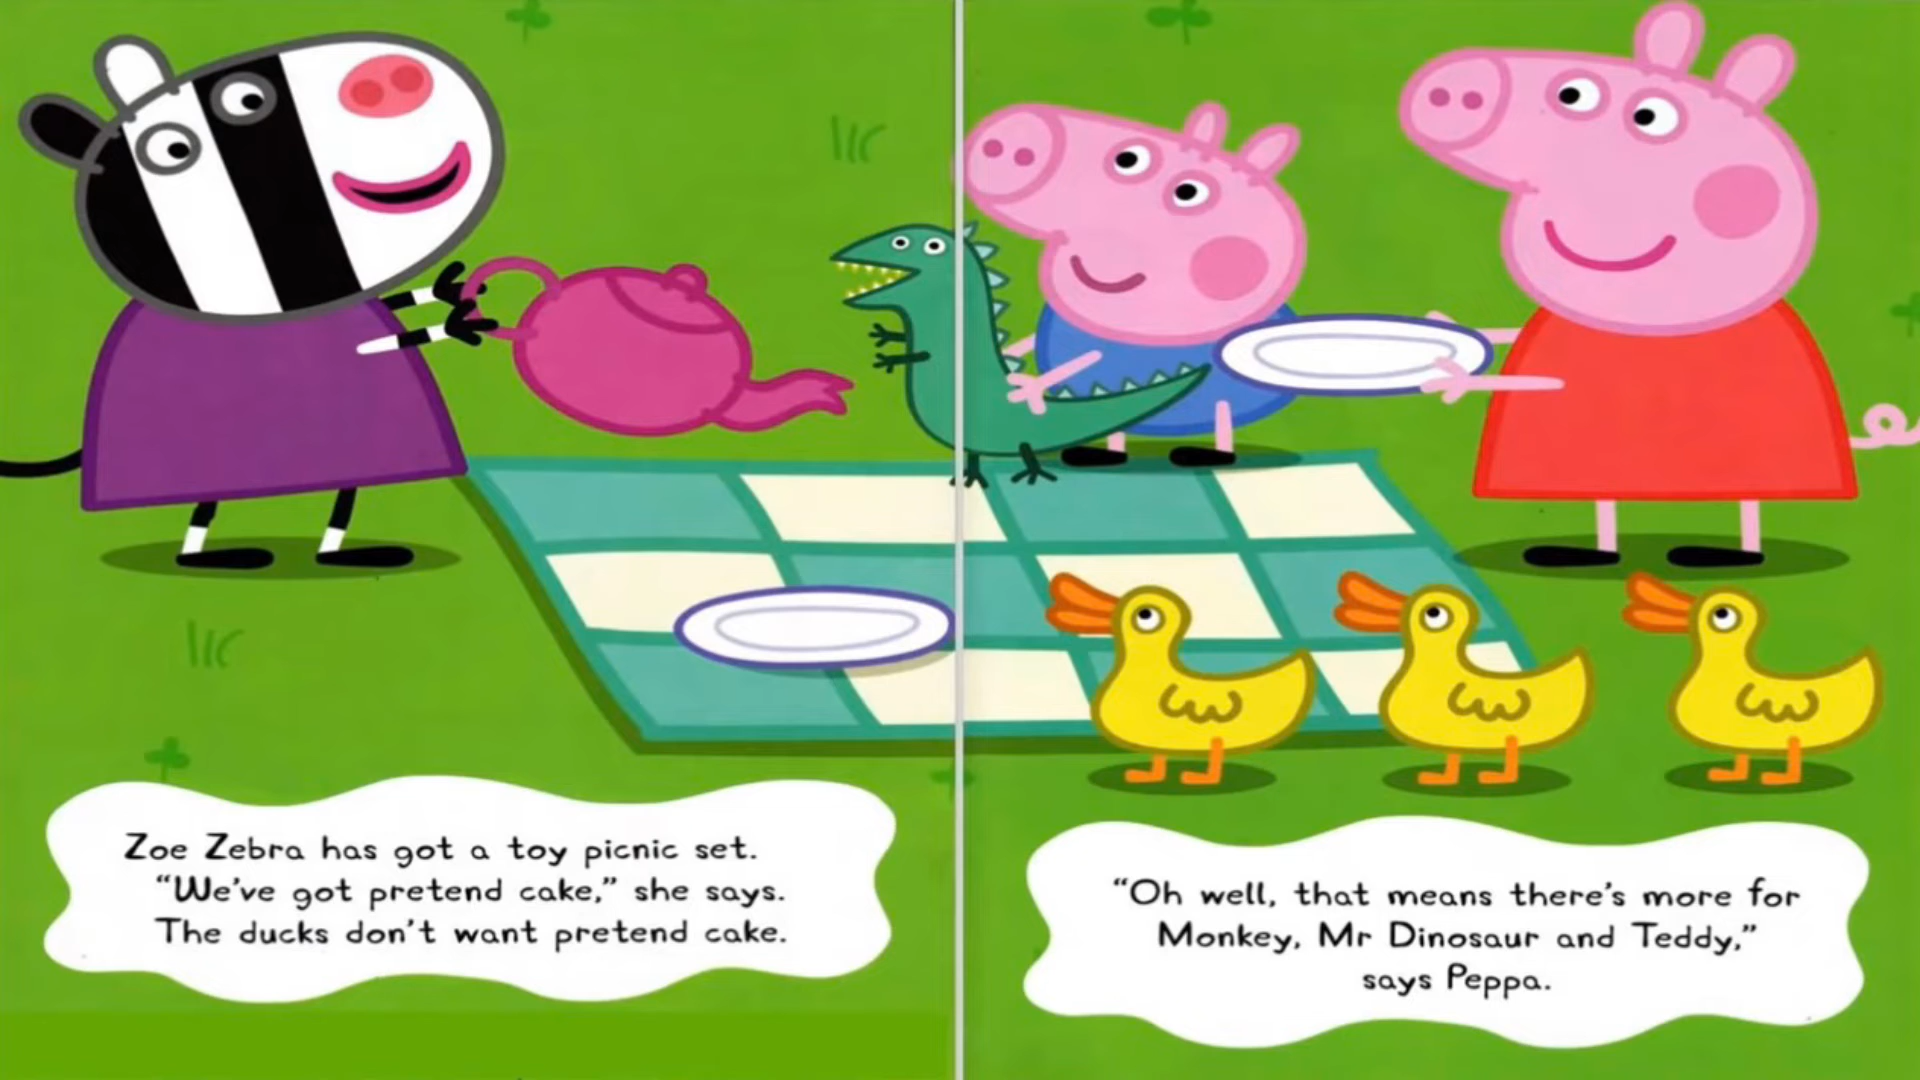 Zoe Zebra has got a toy picnic set.
“We’ve got pretend cake,” she says.
The ducks don’t want pretend cake.
“Oh well, that means there’s more for
Monkey, Mr Dinosaur and Teddy,”
says Peppa.